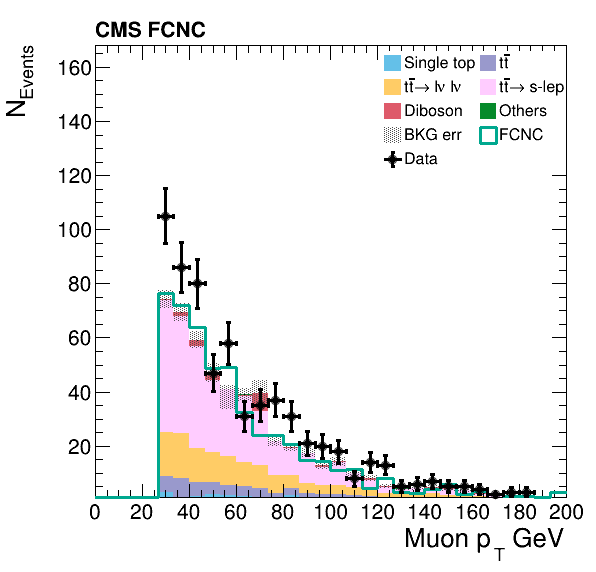 CMS FCNC
N_Events
160
140
120
100
80
60
40
20
Single top
tt̄
tt̄→ lν lν
tt̄→ s-lep
Diboson
Others
BKG err
FCNC
Data
0 20 40 60 80 100 120 140 160 180 200
Muon p_T GeV